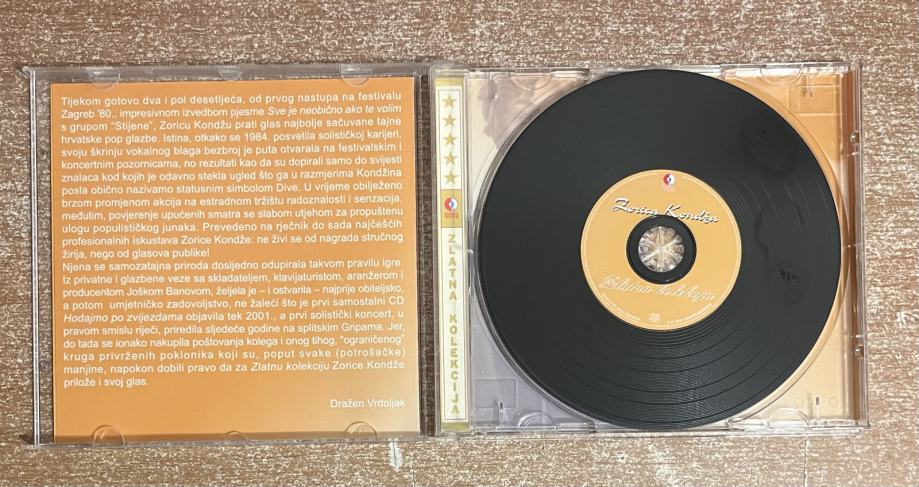 Tijekom gotovo dva i pol desetljeća, od prvog nastupa na festivalu
Zagreb '80., impresivnom izvedbom pjesme Sve je neobično ako te volim
s grupom "Stijene", Zoricu Kondžu prati glas najbolje sačuvane tajne
hrvatske pop glazbe. Istina, otkako se 1984. posvetila solističkoj karijeri,
svoju škrinju vokalnog blaga bezbroj je puta otvarala na festivalskim i
koncertnim pozornicama, no rezultati kao da su dopirali samo do svijesti
znalaca kod kojih je odavno stekla ugled što ga u razmjerima Kondžina
posla obično nazivamo statusnim simbolom Dive. U vrijeme obilježeno
brzom promjenom akcija na estradnom tržištu radoznalosti i senzacija,
međutim, povjerenje upućenih smatra se slabom utjehom za propuštenu
ulogu populističkog junaka. Prevedeno na rječnik do sada najčešćih
profesionalnih iskustava Zorice Kondže: ne živi se od nagrada stručnog
žirija, nego od glasova publike!
Njena se samozatajna priroda dosljedno odupirala takvom pravilu igre.
Iz privatne i glazbene veze sa skladateljem, klavijaturistom, aranžerom i
producentom Joškom Banovom, željela je – i ostvarila – najprije obiteljsko,
a potom umjetničko zadovoljstvo, ne žaleći što je prvi samostalni CD
Hodajmo po zvijezdama objavila tek 2001., a prvi solistički koncert, u
pravom smislu riječi, priredila sljedeće godine na splitskim Gripama. Jer,
do tada se ionako nakupila poštovanja kolega i onog tihog, "ograničenog"
kruga privrženih poklonika koji su, poput svake (potrošačke)
manjine, napokon dobili pravo da za Zlatnu kolekciju Zorice Kondže
prilože i svoj glas.
Dražen Vrdoljak
ZLATNA KOLEKCIJA
Zorica Kondža
Zlatna kolekcija